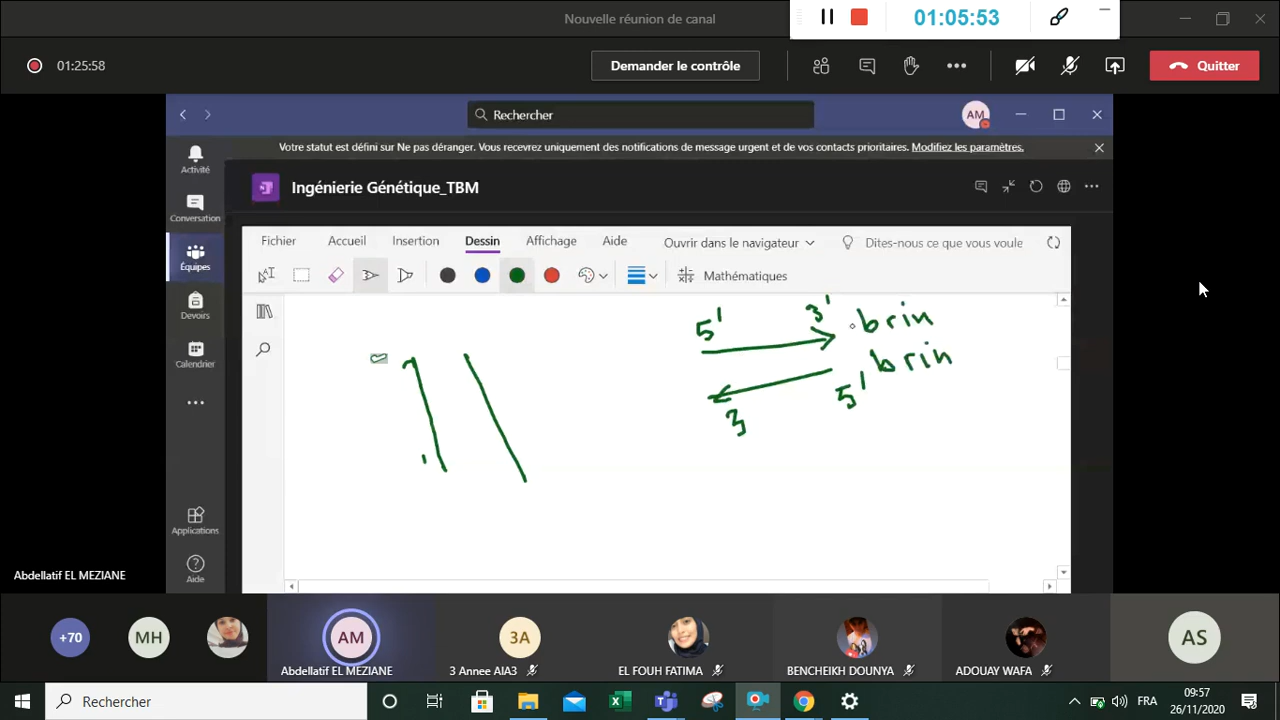 Nouvelle réunion de canal
01:05:53
01:25:58
Demander le contrôle
Quitter
Rechercher
AM
Votre statut est défini sur Ne pas déranger. Vous recevrez uniquement des notifications de message urgent et de vos contacts prioritaires. Modifiez les paramètres.
Activité
Ingénierie Génétique_TBM
Conversation
Fichier
Accueil
Insertion
Dessin
Affichage
Aide
Ouvrir dans le navigateur
Dites-nous ce que vous voule
Équipes
Mathématiques
Devoirs
Calendrier
5' 3' brin
brin
3 5'
Applications
Aide
Abdellatif EL MEZIANE
+70
MH
AM
3A
AS
Abdellatif EL MEZIANE
3 Annee AIA3
EL FOUH FATIMA
BENCHEIKH DOUNYA
ADOUAY WAFA
Rechercher
FRA
09:57
26/11/2020